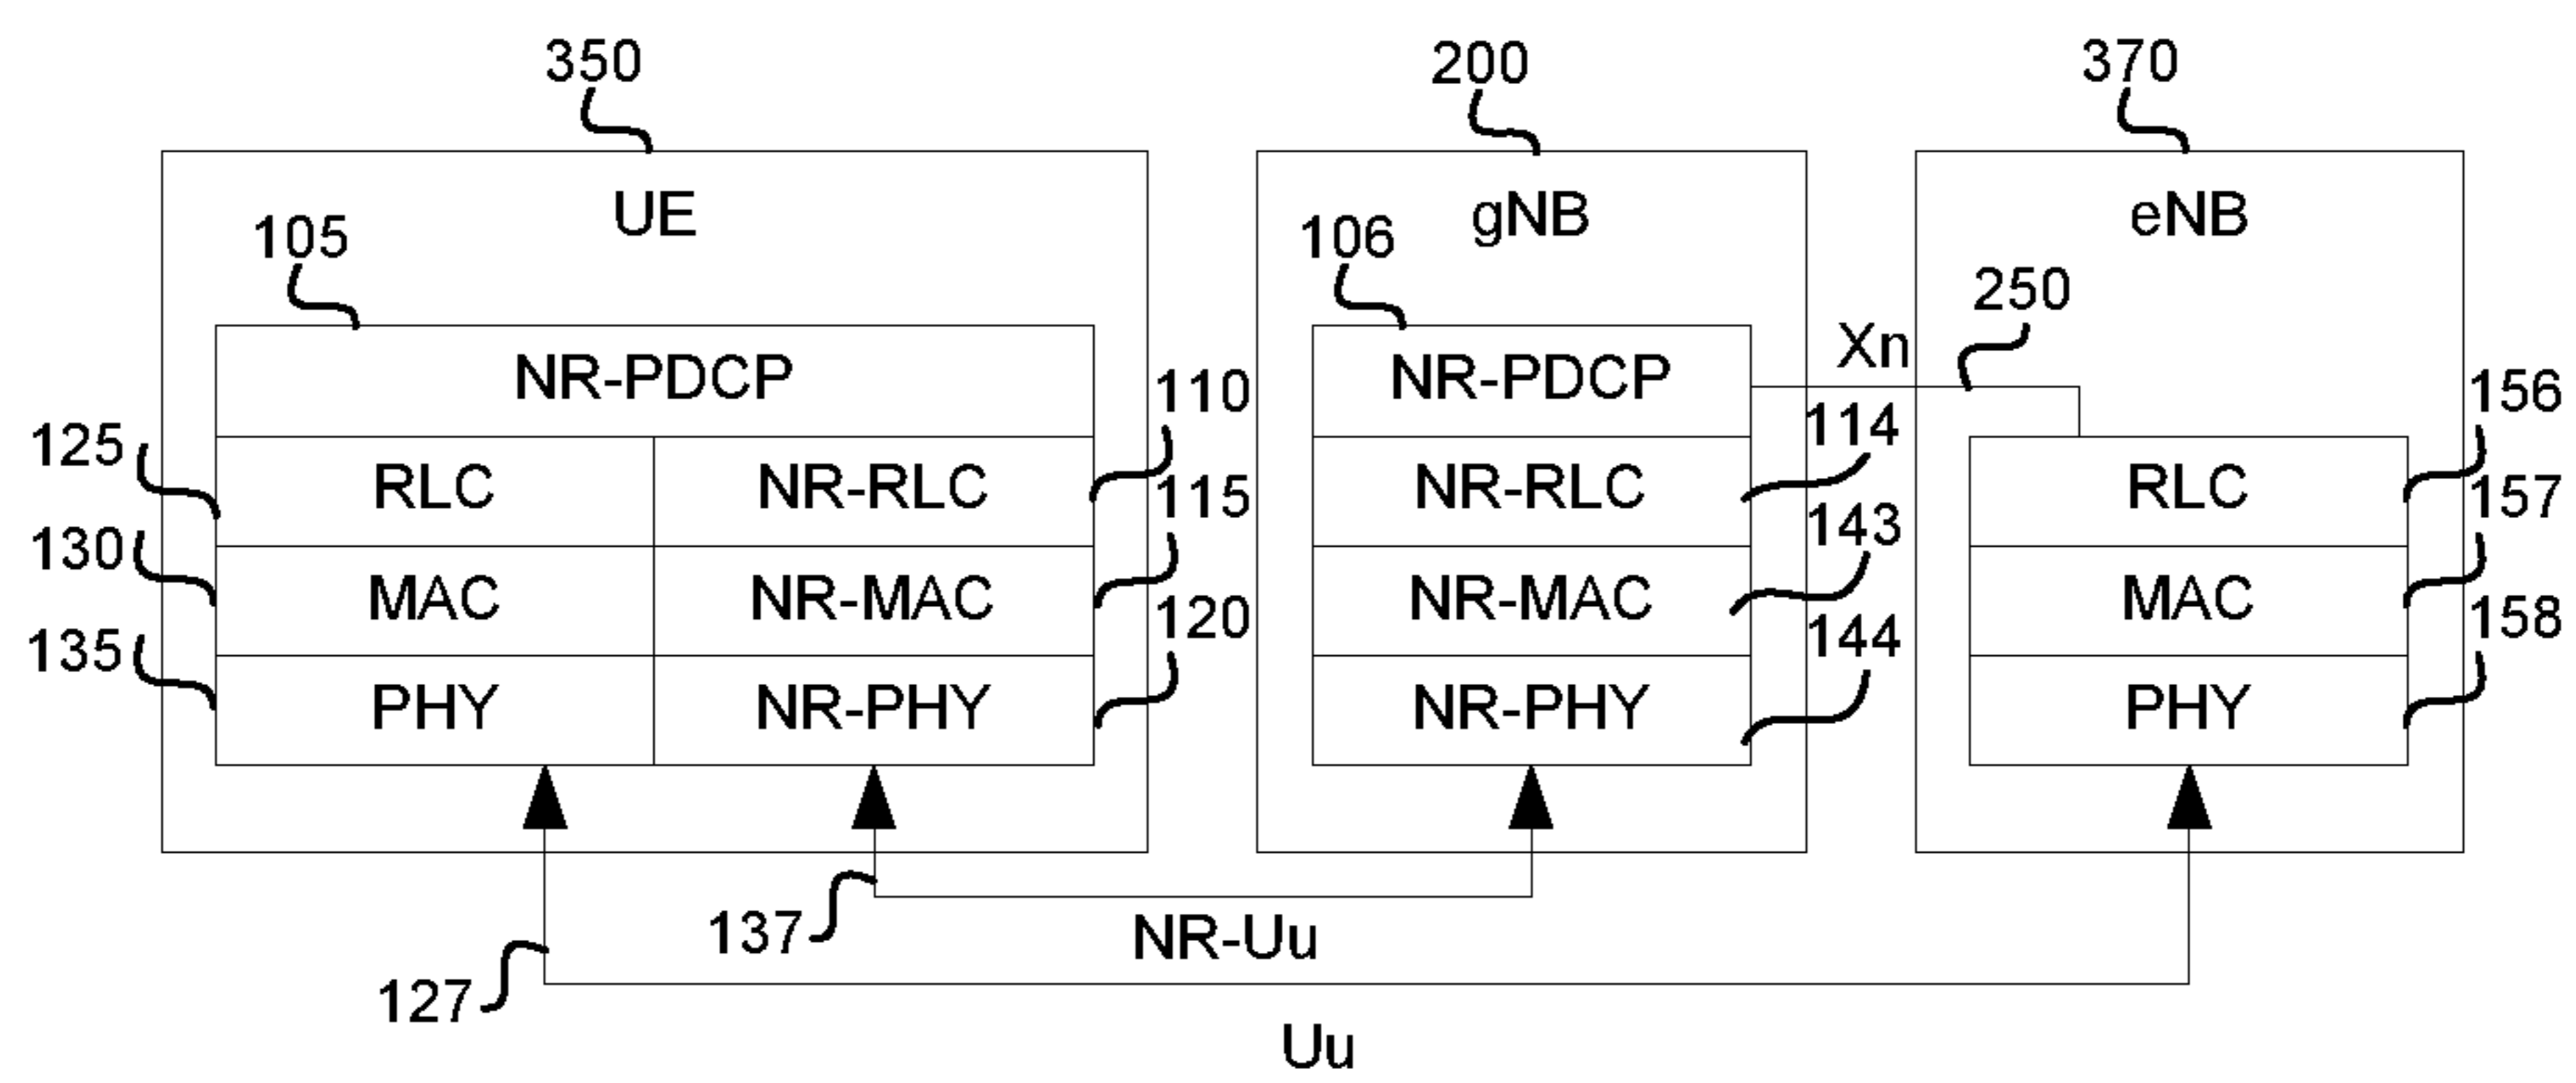 350
200
370
UE
gNB
eNB
105
106
250
Xn
NR-PDCP
NR-PDCP
110
114
156
125
RLC
NR-RLC
NR-RLC
RLC
115
143
157
130
MAC
NR-MAC
NR-MAC
MAC
120
144
158
135
PHY
NR-PHY
NR-PHY
PHY
137
NR-Uu
127
Uu